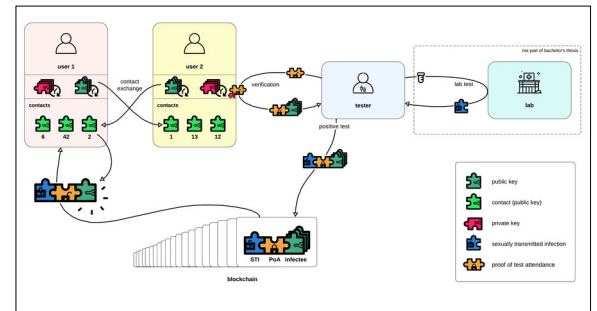 not part of bachelor's thesis
user 1
user 2
contact
exchange
verification
tester
lab test
lab
contacts
6 42 2
contacts
1 13 12
positive test
STI PoA infectee
blockchain
public key
contact (public key)
private key
sexually transmitted infection
proof of test attendance